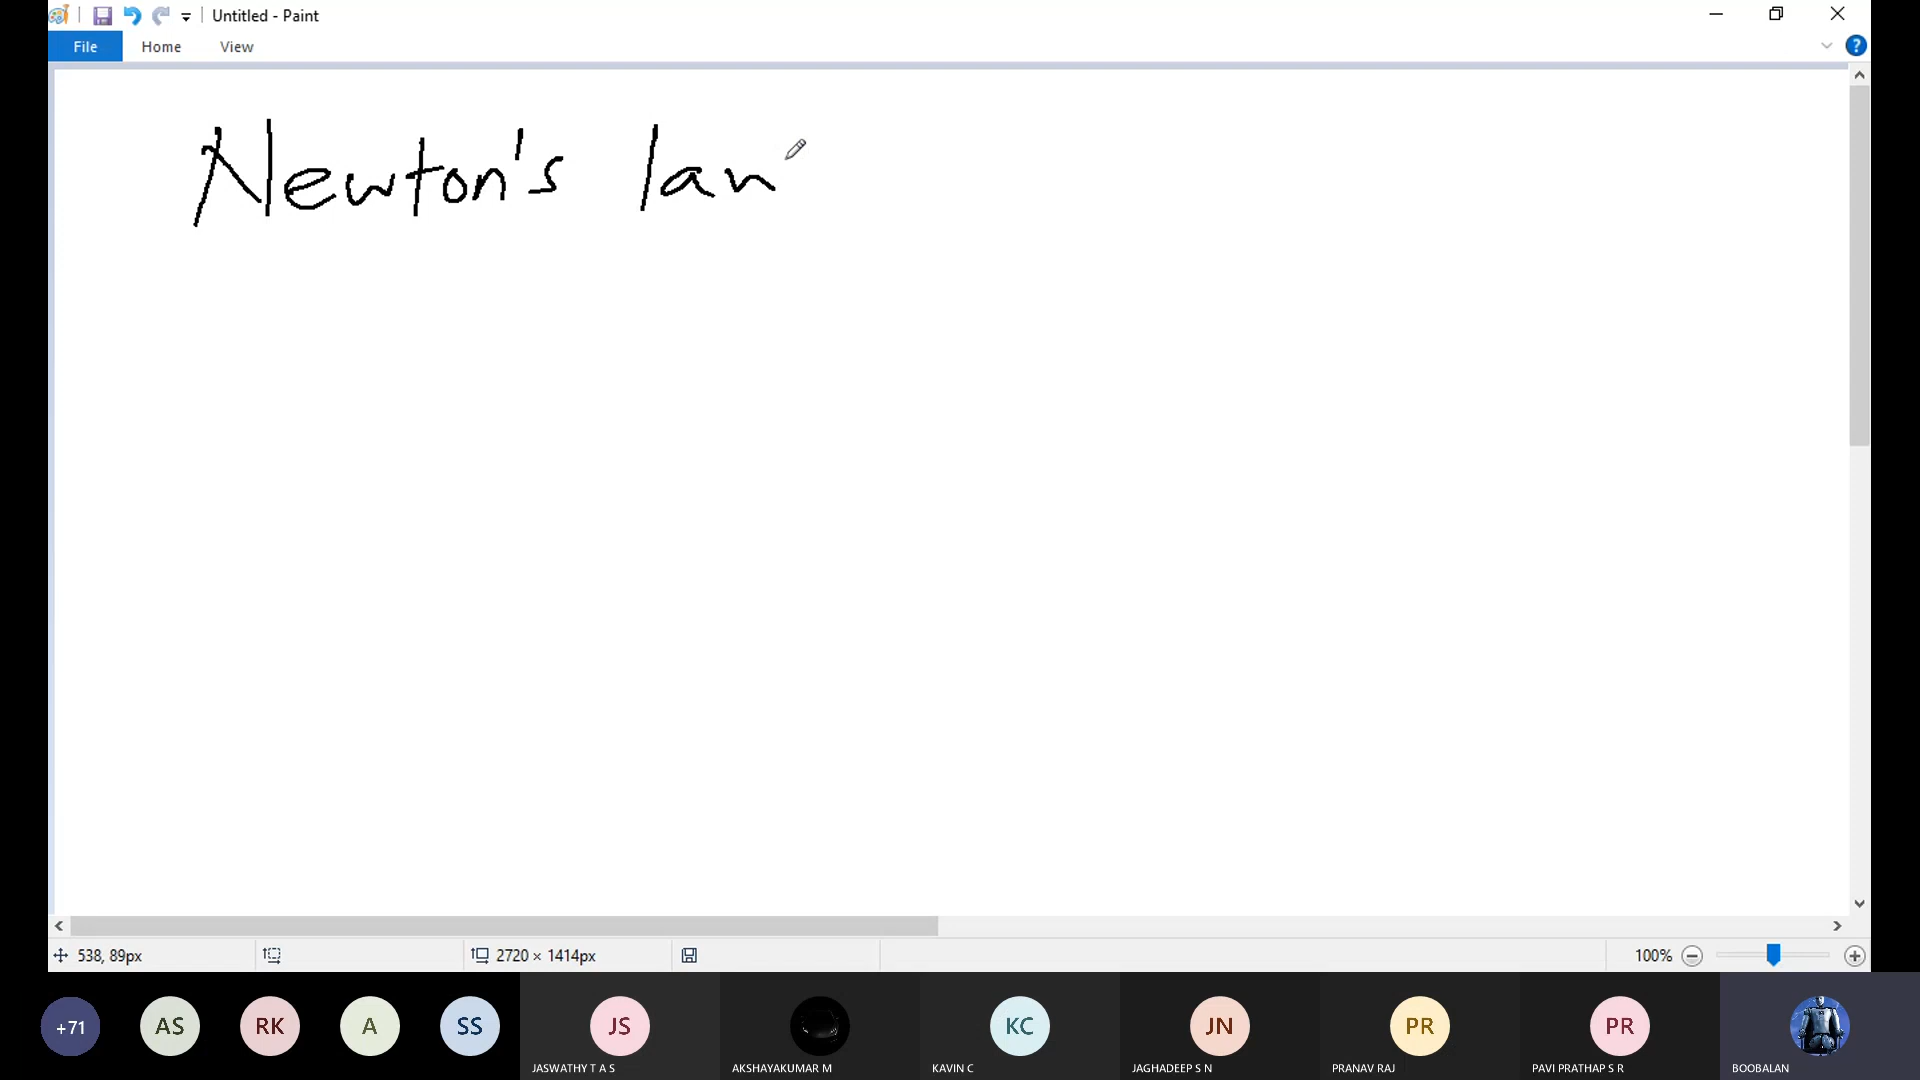 Untitled - Paint
File Home View
Newton's law
538, 89px
2720 × 1414px
100%
+71
AS
RK
A
SS
JS
KC
JN
PR
PR
JASWATHY T A S
AKSHAYAKUMAR M
KAVIN C
JAGHADEEP S N
PRANAV RAJ
PAVI PRATHAP S R
BOOBALAN